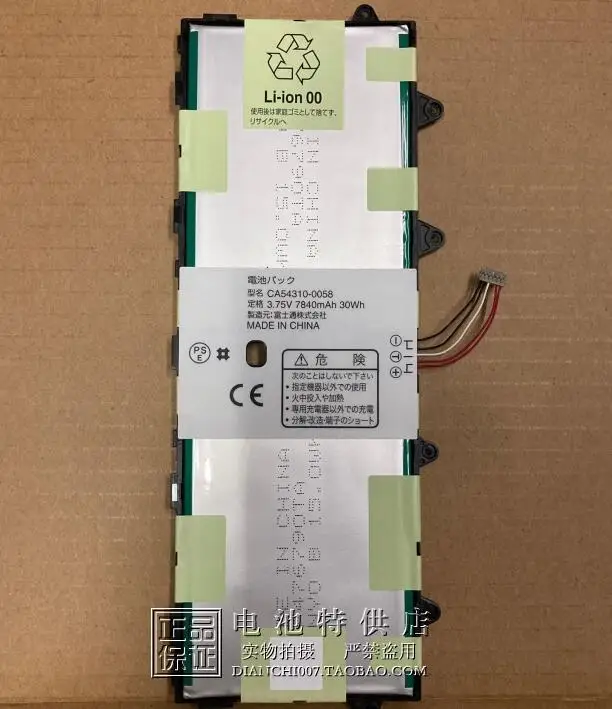 Li-ion 00
使用後は家庭ゴミとして捨てず、
リサイクルへ
IN CHINA
電池パック
型名 CA54310-0058
定格 3.75V 7840mAh 30Wh
製造元:富士通株式会社
MADE IN CHINA
PS
E
CE
⚠ 危 険
次のことはしないで下さい
・指定機器以外での使用
・火中投入や加熱
・専用充電器以外での充電
・分解・改造・端子のショート
⊖ T ⊕
E IN CHINA
正品
保证
电池特供店
实物拍摄 严禁盗用
DIANCHI007.TAOBAO.NET